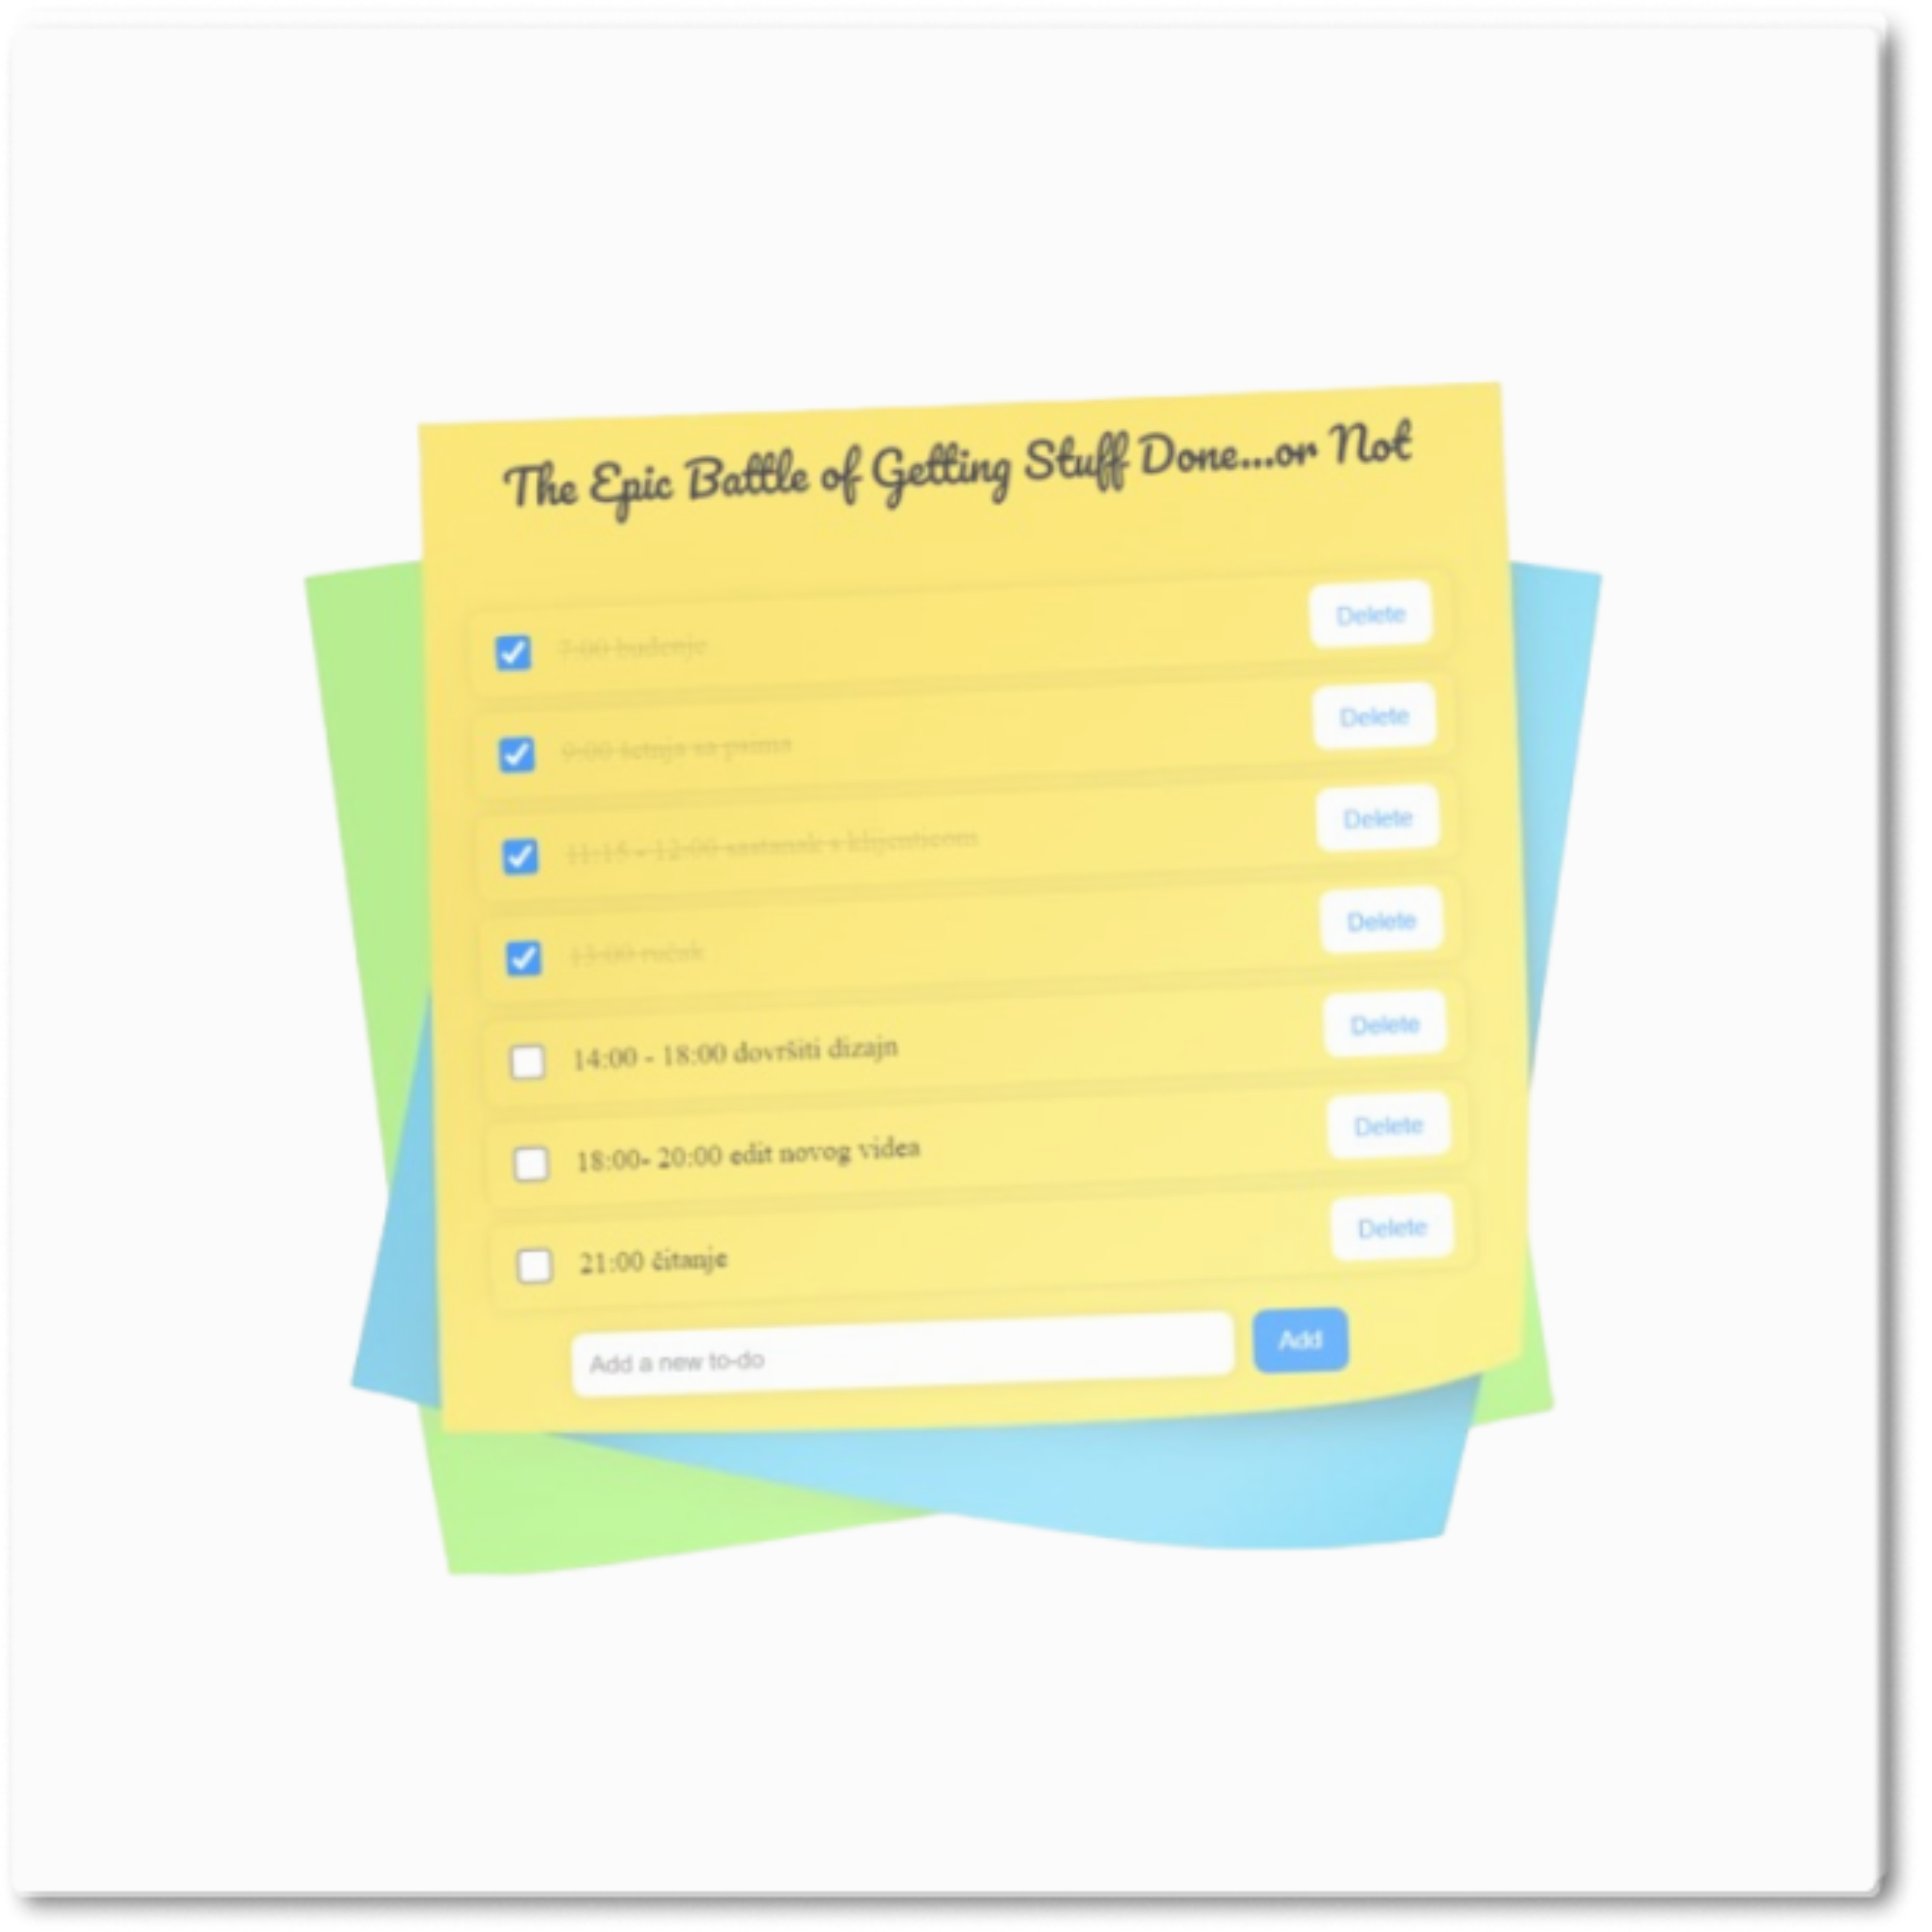 The Epic Battle of Getting Stuff Done...or Not
7:00 buđenje
Delete
9:00 šetnja sa psima
Delete
11:15 - 12:00 sastanak s klijenticom
Delete
13:00 ručak
Delete
14:00 - 18:00 dovršiti dizajn
Delete
18:00- 20:00 edit novog videa
Delete
21:00 čitanje
Delete
Add a new to-do
Add